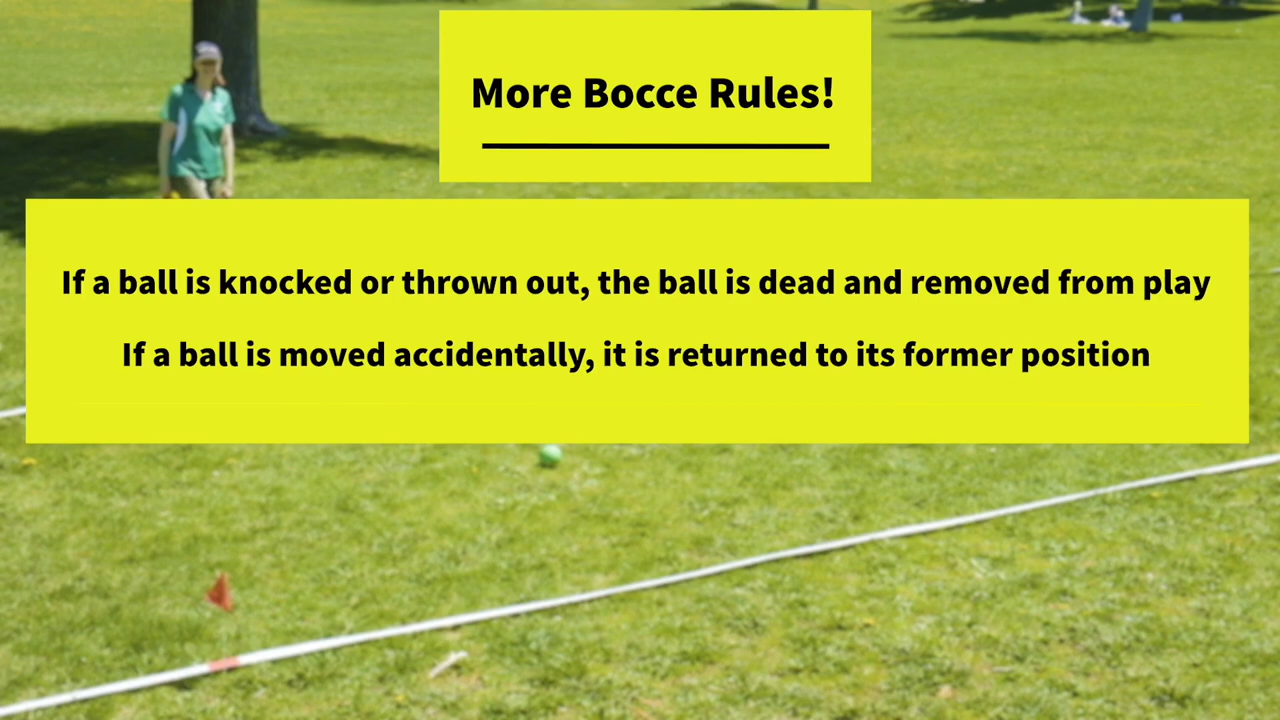 More Bocce Rules!
If a ball is knocked or thrown out, the ball is dead and removed from play
If a ball is moved accidentally, it is returned to its former position